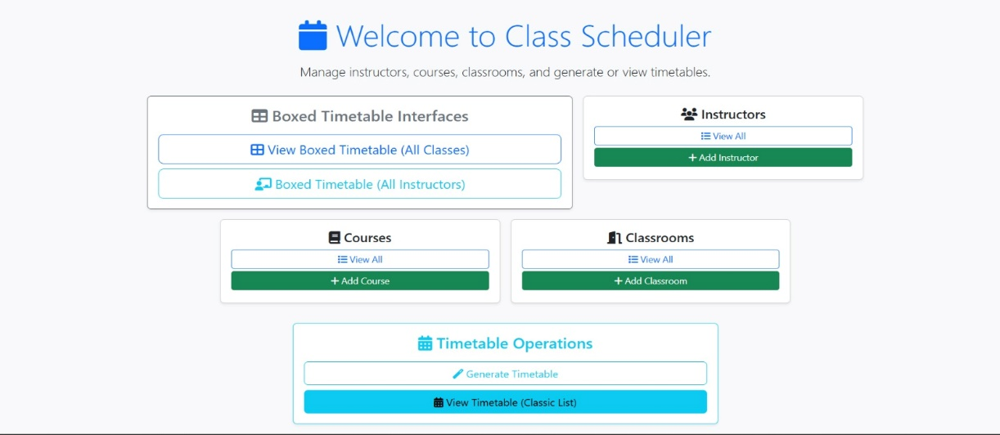 Welcome to Class Scheduler
Manage instructors, courses, classrooms, and generate or view timetables.
Boxed Timetable Interfaces
View Boxed Timetable (All Classes)
Boxed Timetable (All Instructors)
Instructors
View All
+ Add Instructor
Courses
View All
+ Add Course
Classrooms
View All
+ Add Classroom
Timetable Operations
Generate Timetable
View Timetable (Classic List)